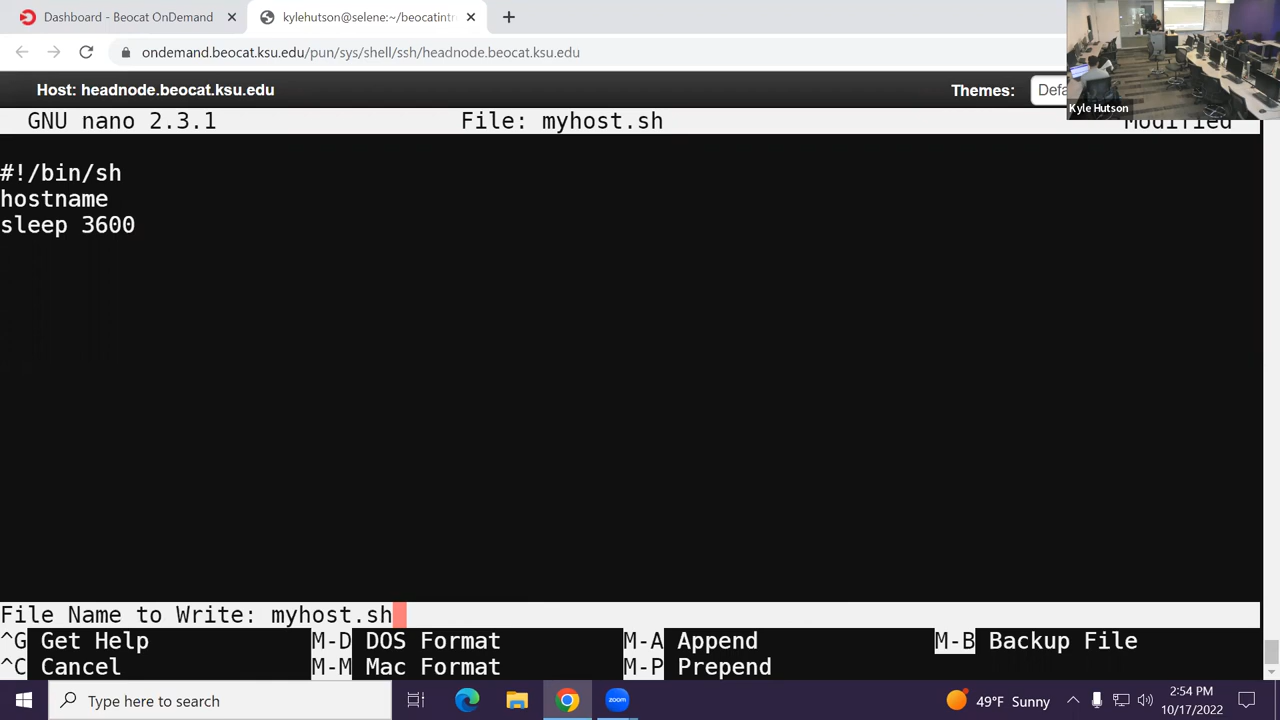 Dashboard - Beocat OnDemand
kylehutson@selene:~/beocatintr
ondemand.beocat.ksu.edu/pun/sys/shell/ssh/headnode.beocat.ksu.edu
Host: headnode.beocat.ksu.edu
Themes:
Defa
Kyle Hutson
GNU nano 2.3.1
File: myhost.sh
Modified
#!/bin/sh
hostname
sleep 3600
File Name to Write: myhost.sh
^G Get Help
M-D DOS Format
M-A Append
M-B Backup File
^C Cancel
M-M Mac Format
M-P Prepend
Type here to search
zoom
49°F Sunny
2:54 PM
10/17/2022